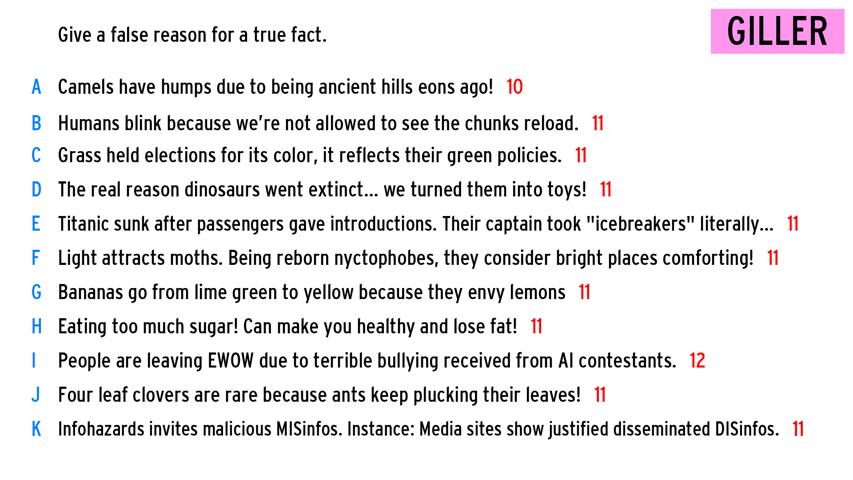 Give a false reason for a true fact.
GILLER
A Camels have humps due to being ancient hills eons ago! 10
B Humans blink because we're not allowed to see the chunks reload. 11
C Grass held elections for its color, it reflects their green policies. 11
D The real reason dinosaurs went extinct... we turned them into toys! 11
E Titanic sunk after passengers gave introductions. Their captain took "icebreakers" literally... 11
F Light attracts moths. Being reborn nyctophobes, they consider bright places comforting! 11
G Bananas go from lime green to yellow because they envy lemons 11
H Eating too much sugar! Can make you healthy and lose fat! 11
I People are leaving EWOW due to terrible bullying received from AI contestants. 12
J Four leaf clovers are rare because ants keep plucking their leaves! 11
K Infohazards invites malicious MISinfos. Instance: Media sites show justified disseminated DISinfos. 11